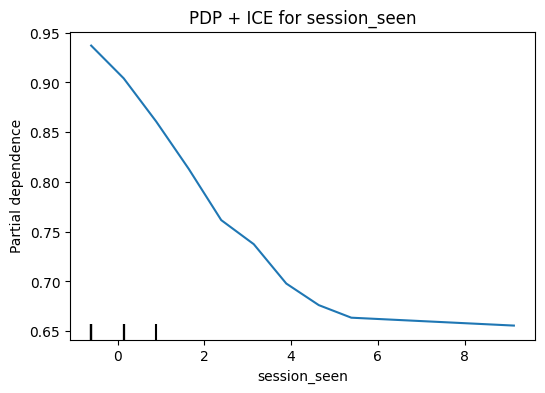 PDP + ICE for session_seen
0.95
0.90
0.85
0.80
0.75
0.70
0.65
Partial dependence
0 2 4 6 8
session_seen